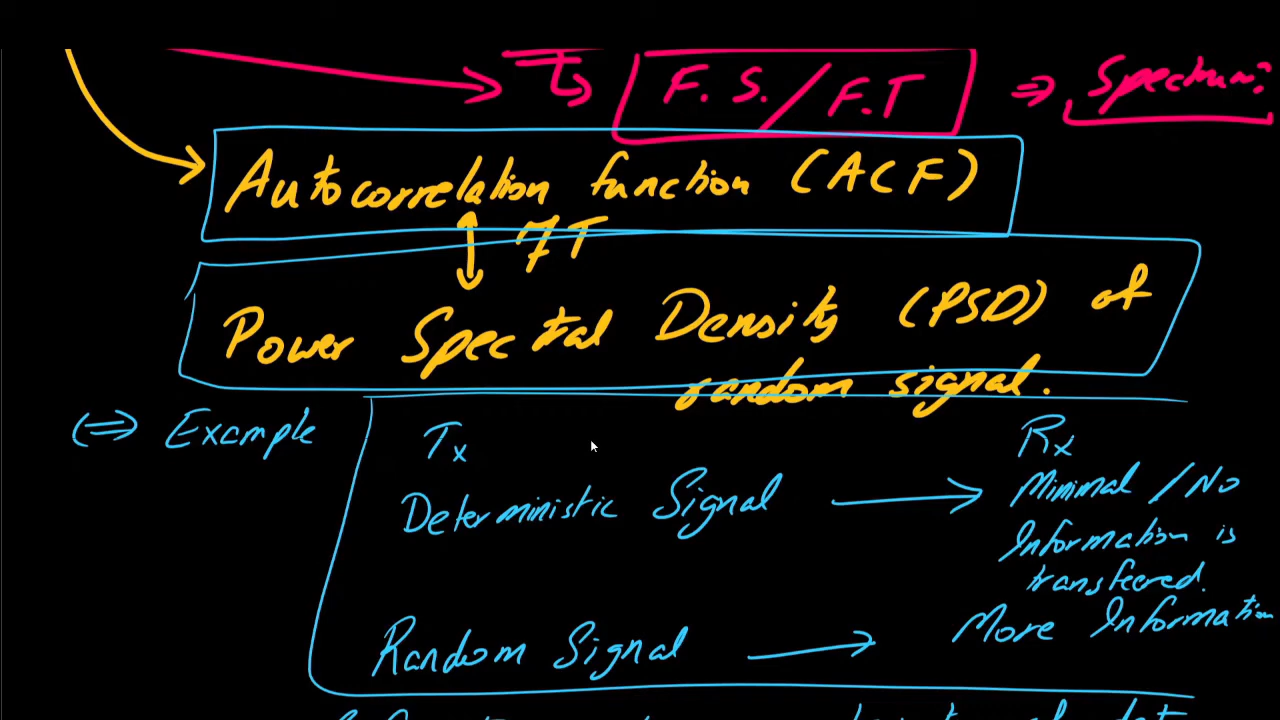 F. S. / F.T ⇒ Spectrum?
Autocorrelation function (ACF)
FT
Power Spectral Density (PSD) of
random signal.
(⇒ Example
Tx
Rx
Deterministic Signal → Minimal / No
Information is
transfeered.
Random Signal → More Information